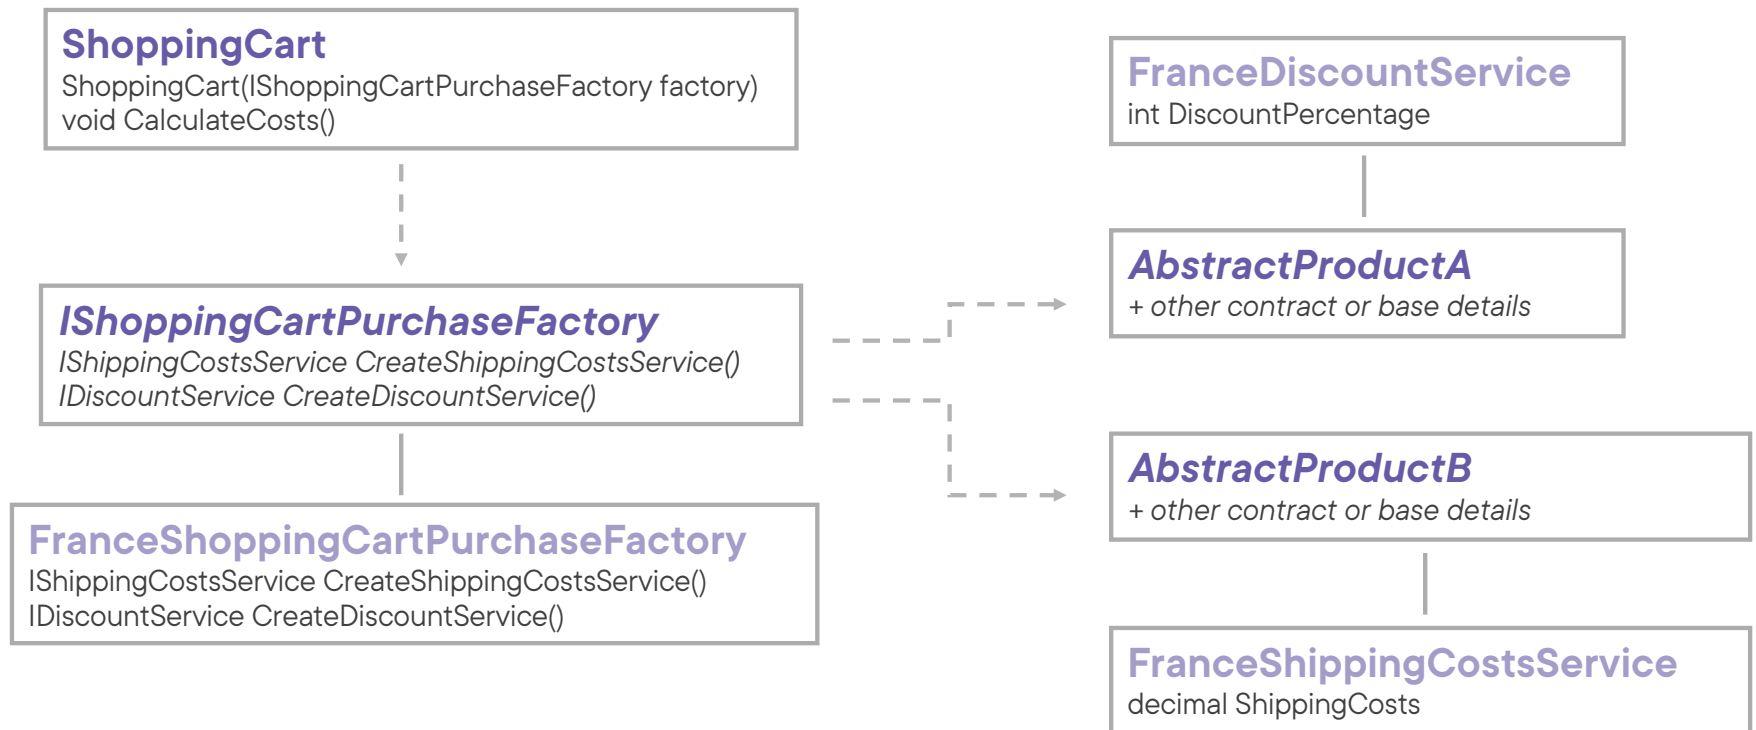 ShoppingCart
ShoppingCart(IShoppingCartPurchaseFactory factory)
void CalculateCosts()
IShoppingCartPurchaseFactory
IShippingCostsService CreateShippingCostsService()
IDiscountService CreateDiscountService()
FranceShoppingCartPurchaseFactory
IShippingCostsService CreateShippingCostsService()
IDiscountService CreateDiscountService()
FranceDiscountService
int DiscountPercentage
AbstractProductA
+ other contract or base details
AbstractProductB
+ other contract or base details
FranceShippingCostsService
decimal ShippingCosts